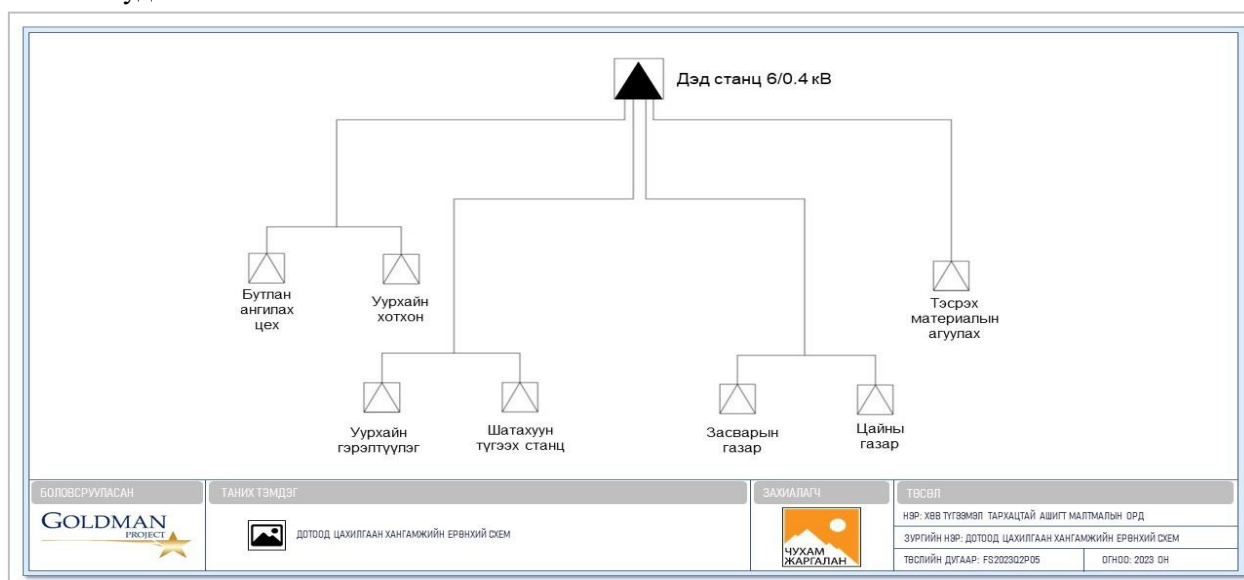 Дэд станц 6/0.4 кВ
Бутлан
ангилах
цех
Уурхайн
хотхон
Тэсрэх
материалын
агуулах
Уурхайн
гэрэлтүүлэг
Шатахуун
түгээх станц
Засварын
газар
Цайны
газар
БОЛОВСРУУЛАСАН
ТАНИХ ТЭМДЭГ
ЗАХИАЛАГЧ
ТӨСӨЛ
GOLDMAN
PROJECT
ДОТООД ЦАХИЛГААН ХАНГАМЖИЙН ЕРӨНХИЙ СХЕМ
ЧУХАМ
ЖАРГАЛАН
НЭР: ХӨВ ТҮГЭЭМЭЛ ТАРХАЦТАЙ АШИГТ МАЛТМАЛЫН ОРД
ЗУРГИЙН НЭР: ДОТООД ЦАХИЛГААН ХАНГАМЖИЙН ЕРӨНХИЙ СХЕМ
ТӨСЛИЙН ДУГААР: FS2023Q2P05
ОГНОО: 2023 ОН